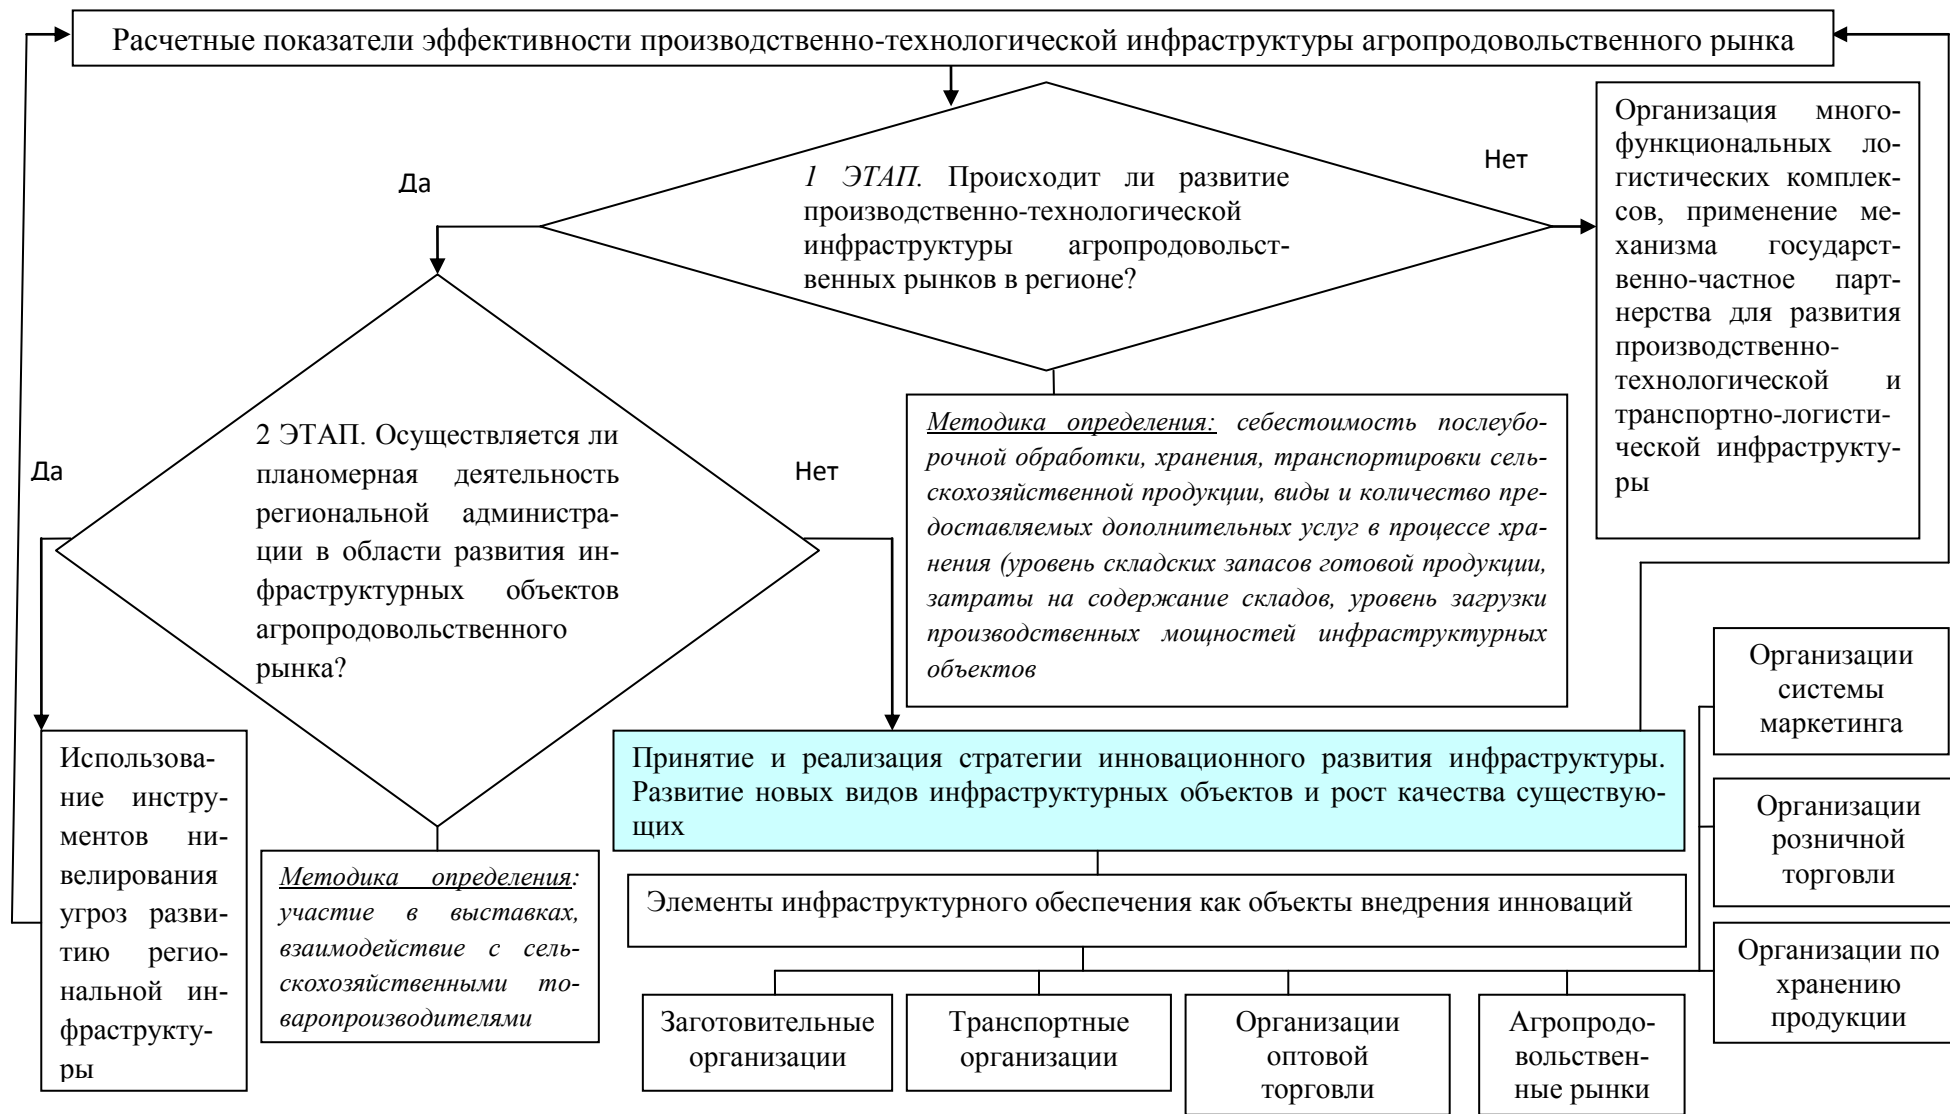 Расчетные показатели эффективности производственно-технологической инфраструктуры агропродовольственного рынка
Да
1 ЭТАП. Происходит ли развитие
производственно-технологической
инфраструктуры агропродовольст-
венных рынков в регионе?
Нет
Организация много-
функциональных ло-
гистических комплек-
сов, применение ме-
ханизма государст-
венно-частное парт-
нерства для развития
производственно-
технологической и
транспортно-логисти-
ческой инфраструкту-
ры
Методика определения: себестоимость послеубо-
рочной обработки, хранения, транспортировки сель-
скохозяйственной продукции, виды и количество пре-
доставляемых дополнительных услуг в процессе хра-
нения (уровень складских запасов готовой продукции,
затраты на содержание складов, уровень загрузки
производственных мощностей инфраструктурных
объектов
Да
2 ЭТАП. Осуществляется ли
планомерная деятельность
региональной администра-
ции в области развития ин-
фраструктурных объектов
агропродовольственного
рынка?
Нет
Использова-
ние инстру-
ментов ни-
велирования
угроз разви-
тию регио-
нальной ин-
фраструкту-
ры
Методика определения:
участие в выставках,
взаимодействие с сель-
скохозяйственными то-
варопроизводителями
Принятие и реализация стратегии инновационного развития инфраструктуры.
Развитие новых видов инфраструктурных объектов и рост качества существую-
щих
Элементы инфраструктурного обеспечения как объекты внедрения инноваций
Заготовительные
организации
Транспортные
организации
Организации
оптовой
торговли
Агропродо-
вольствен-
ные рынки
Организации
системы
маркетинга
Организации
розничной
торговли
Организации по
хранению
продукции